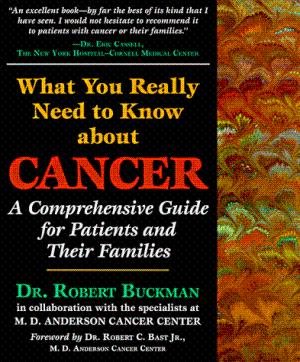 "An excellent book—by far the best of its kind that I
have seen. I would not hesitate to recommend it
to patients with cancer or their families."
—Dr. Eric Cassell,
The New York Hospital–Cornell Medical Center
What You Really
Need to Know
about
CANCER
A Comprehensive Guide
for Patients and
Their Families
Dr. Robert Buckman
in collaboration with the specialists at
M. D. Anderson Cancer Center
Foreword by Dr. Robert C. Bast Jr.,
M. D. Anderson Cancer Center